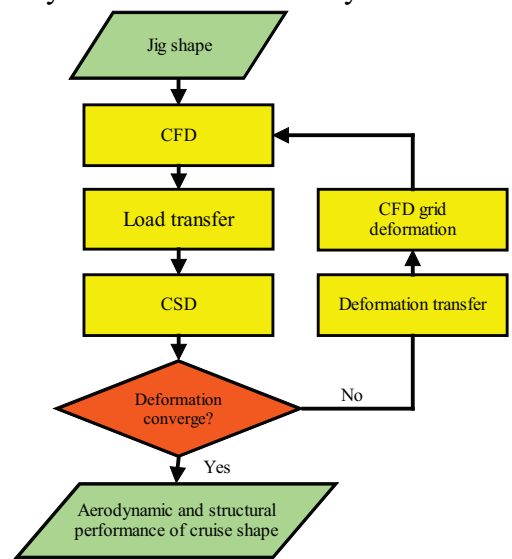 Jig shape
CFD
Load transfer
CSD
Deformation
converge?
No
Deformation transfer
CFD grid
deformation
Yes
Aerodynamic and structural
performance of cruise shape